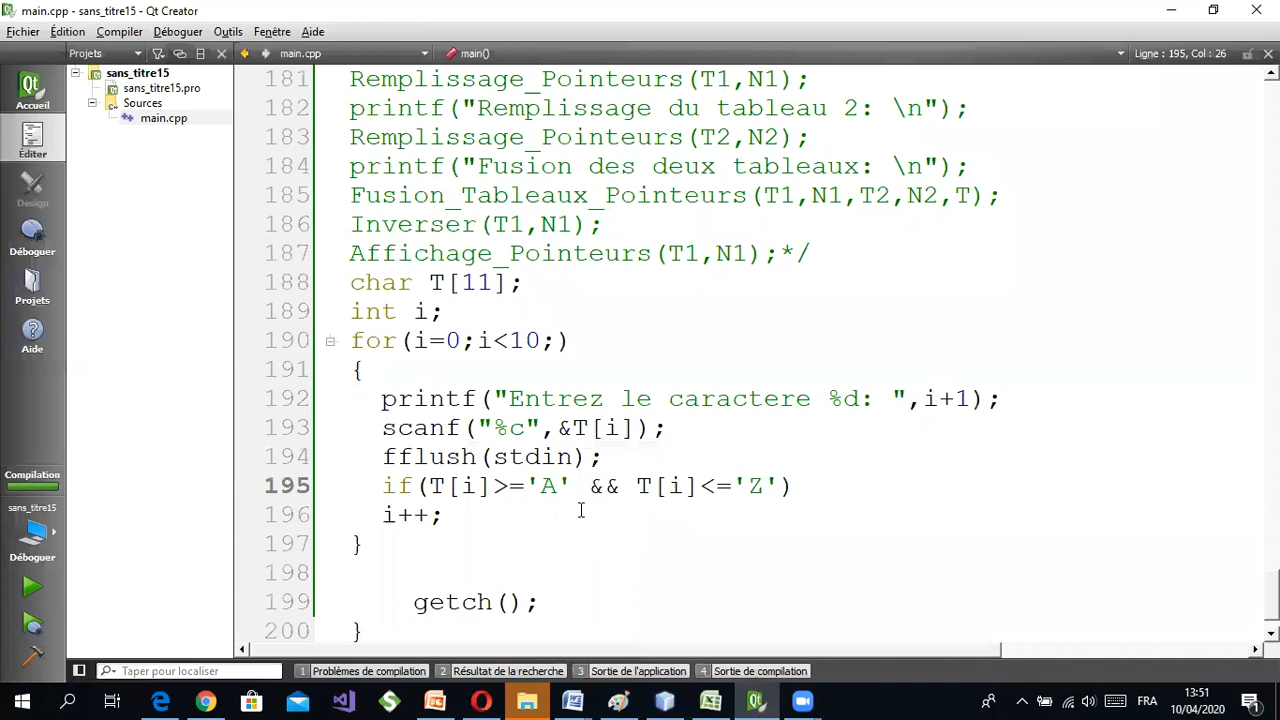 main.cpp - sans_titre15 - Qt Creator
Fichier Édition Compiler Déboguer Outils Fenêtre Aide
Projets main.cpp main() Ligne : 195, Col : 26
sans_titre15
sans_titre15.pro
Sources
main.cpp
Accueil
Éditer
Design
Déboguer
Projets
Aide
Compilation
sans_titre15
Déboguer
181 Remplissage_Pointeurs(T1,N1);
182 printf("Remplissage du tableau 2: \n");
183 Remplissage_Pointeurs(T2,N2);
184 printf("Fusion des deux tableaux: \n");
185 Fusion_Tableaux_Pointeurs(T1,N1,T2,N2,T);
186 Inverser(T1,N1);
187 Affichage_Pointeurs(T1,N1);*/
188 char T[11];
189 int i;
190 for(i=0;i<10;)
191 {
192 printf("Entrez le caractere %d: ",i+1);
193 scanf("%c",&T[i]);
194 fflush(stdin);
195 if(T[i]>='A' && T[i]<='Z')
196 i++;
197 }
198
199 getch();
200 }
Taper pour localiser 1 Problèmes de compilation 2 Résultat de la recherche 3 Sortie de l'application 4 Sortie de compilation
FRA 13:51
10/04/2020